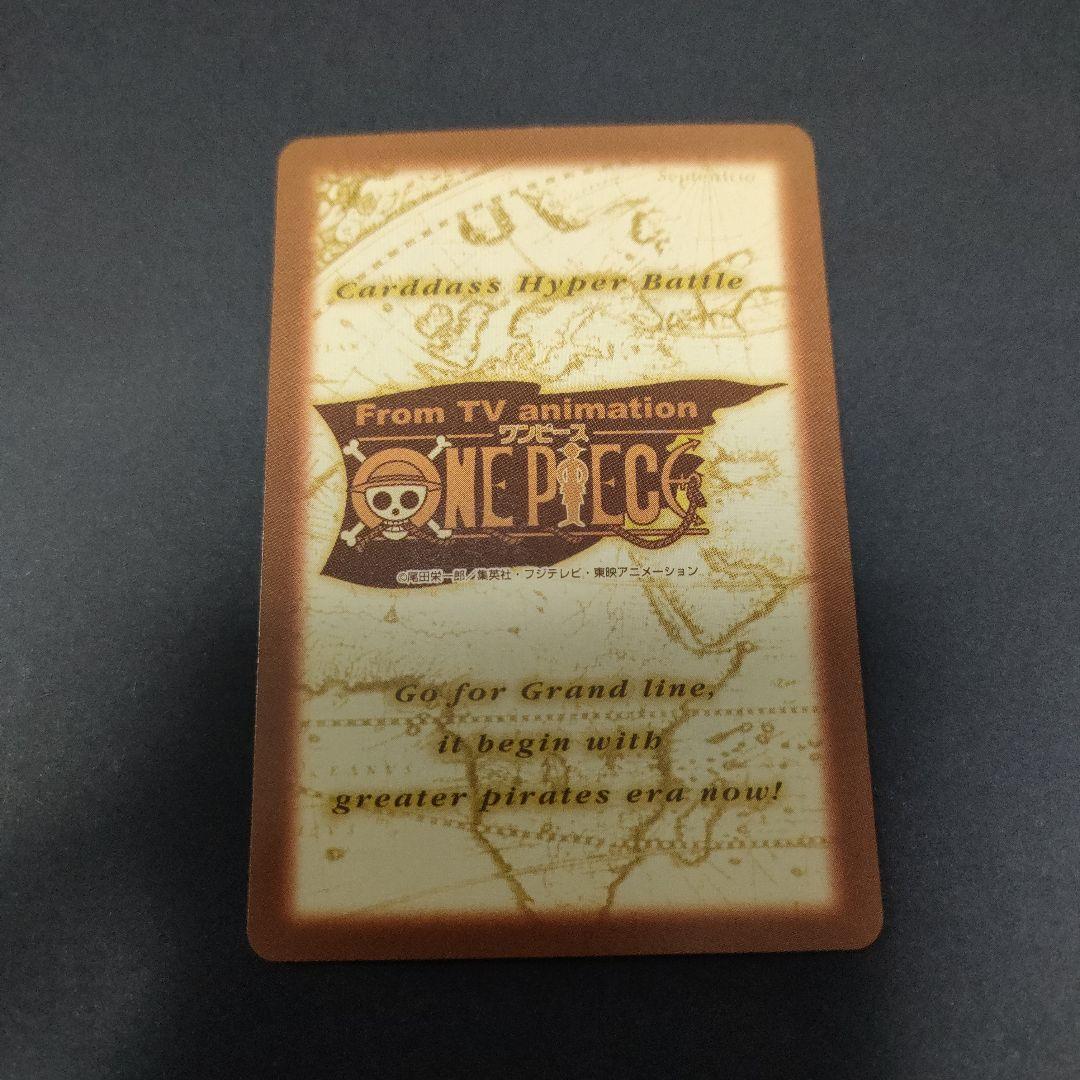 Septentrio
Carddass Hyper Battle
From TV animation
ワンピース
ONE PIECE
©尾田栄一郎／集英社・フジテレビ・東映アニメーション
Go for Grand line,
it begin with
greater pirates era now!